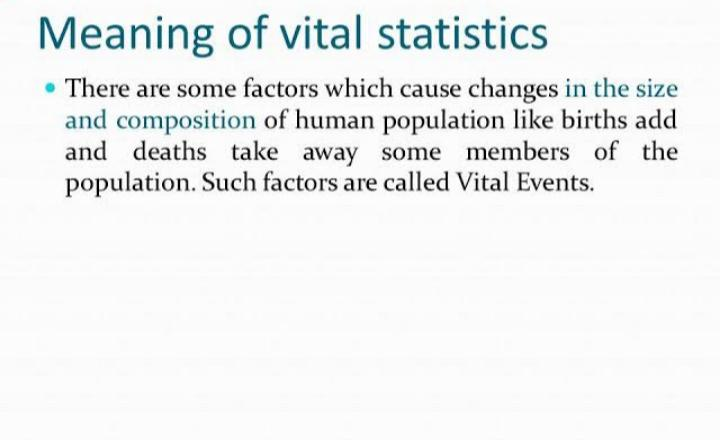 Meaning of vital statistics
• There are some factors which cause changes in the size
and composition of human population like births add
and deaths take away some members of the
population. Such factors are called Vital Events.